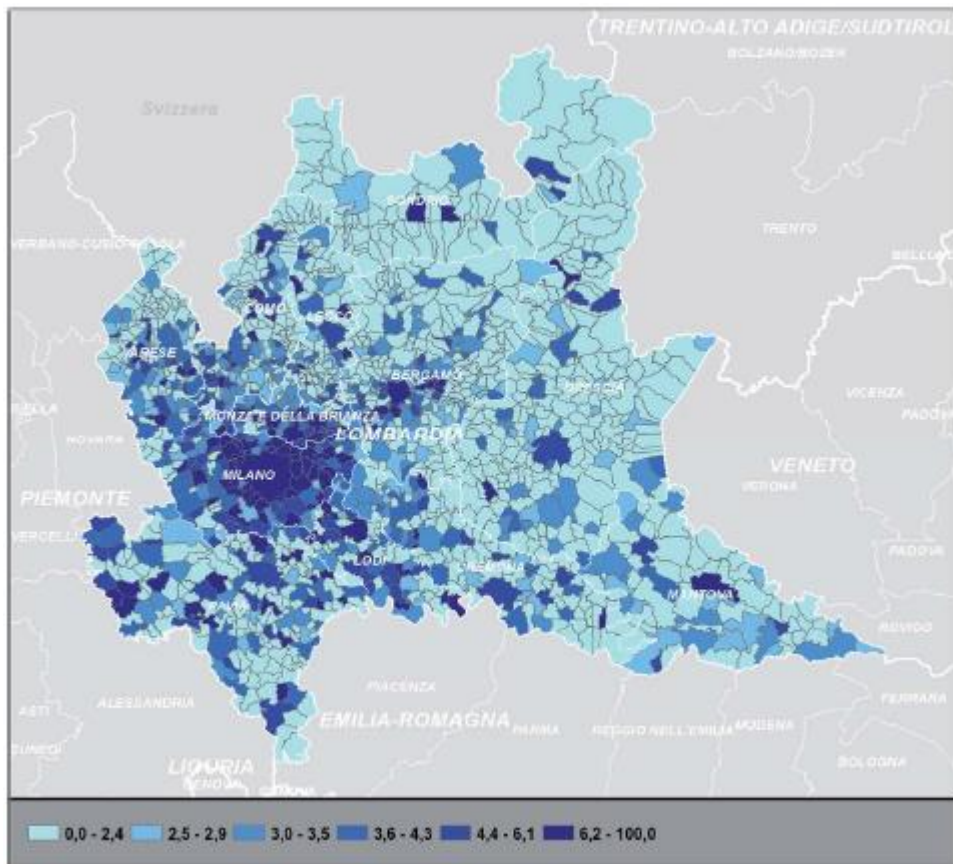 TRENTINO-ALTO ADIGE/SUDTIROL
BOLZANO/BOZEN
Svizzera
SONDRIO
TRENTO
COMO
LECCO
VARESE
BERGAMO
BRESCIA
VICENZA
MONZA E DELLA BRIANZA
LOMBARDIA
MILANO
VENETO
VERONA
PIEMONTE
VERCELLI
LODI
CREMONA
PADOVA
PAVIA
MANTOVA
ROVIGO
PIACENZA
ALESSANDRIA
FERRARA
ASTI
EMILIA-ROMAGNA
PARMA
REGGIO NELL'EMILIA
MODENA
BOLOGNA
LIGURIA
GENOVA
0,0 - 2,4 2,5 - 2,9 3,0 - 3,5 3,6 - 4,3 4,4 - 6,1 6,2 - 100,0